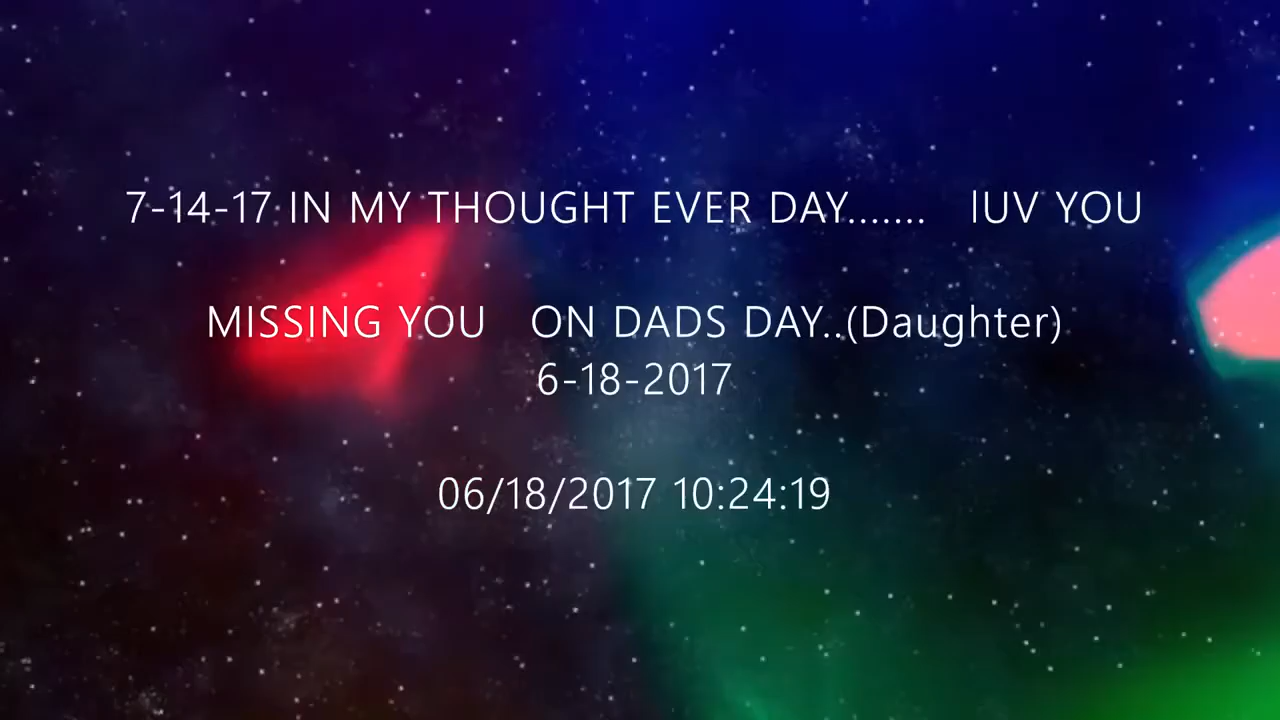 7-14-17 IN MY THOUGHT EVER DAY....... lUV YOU
MISSING YOU ON DADS DAY..(Daughter)
6-18-2017
06/18/2017 10:24:19